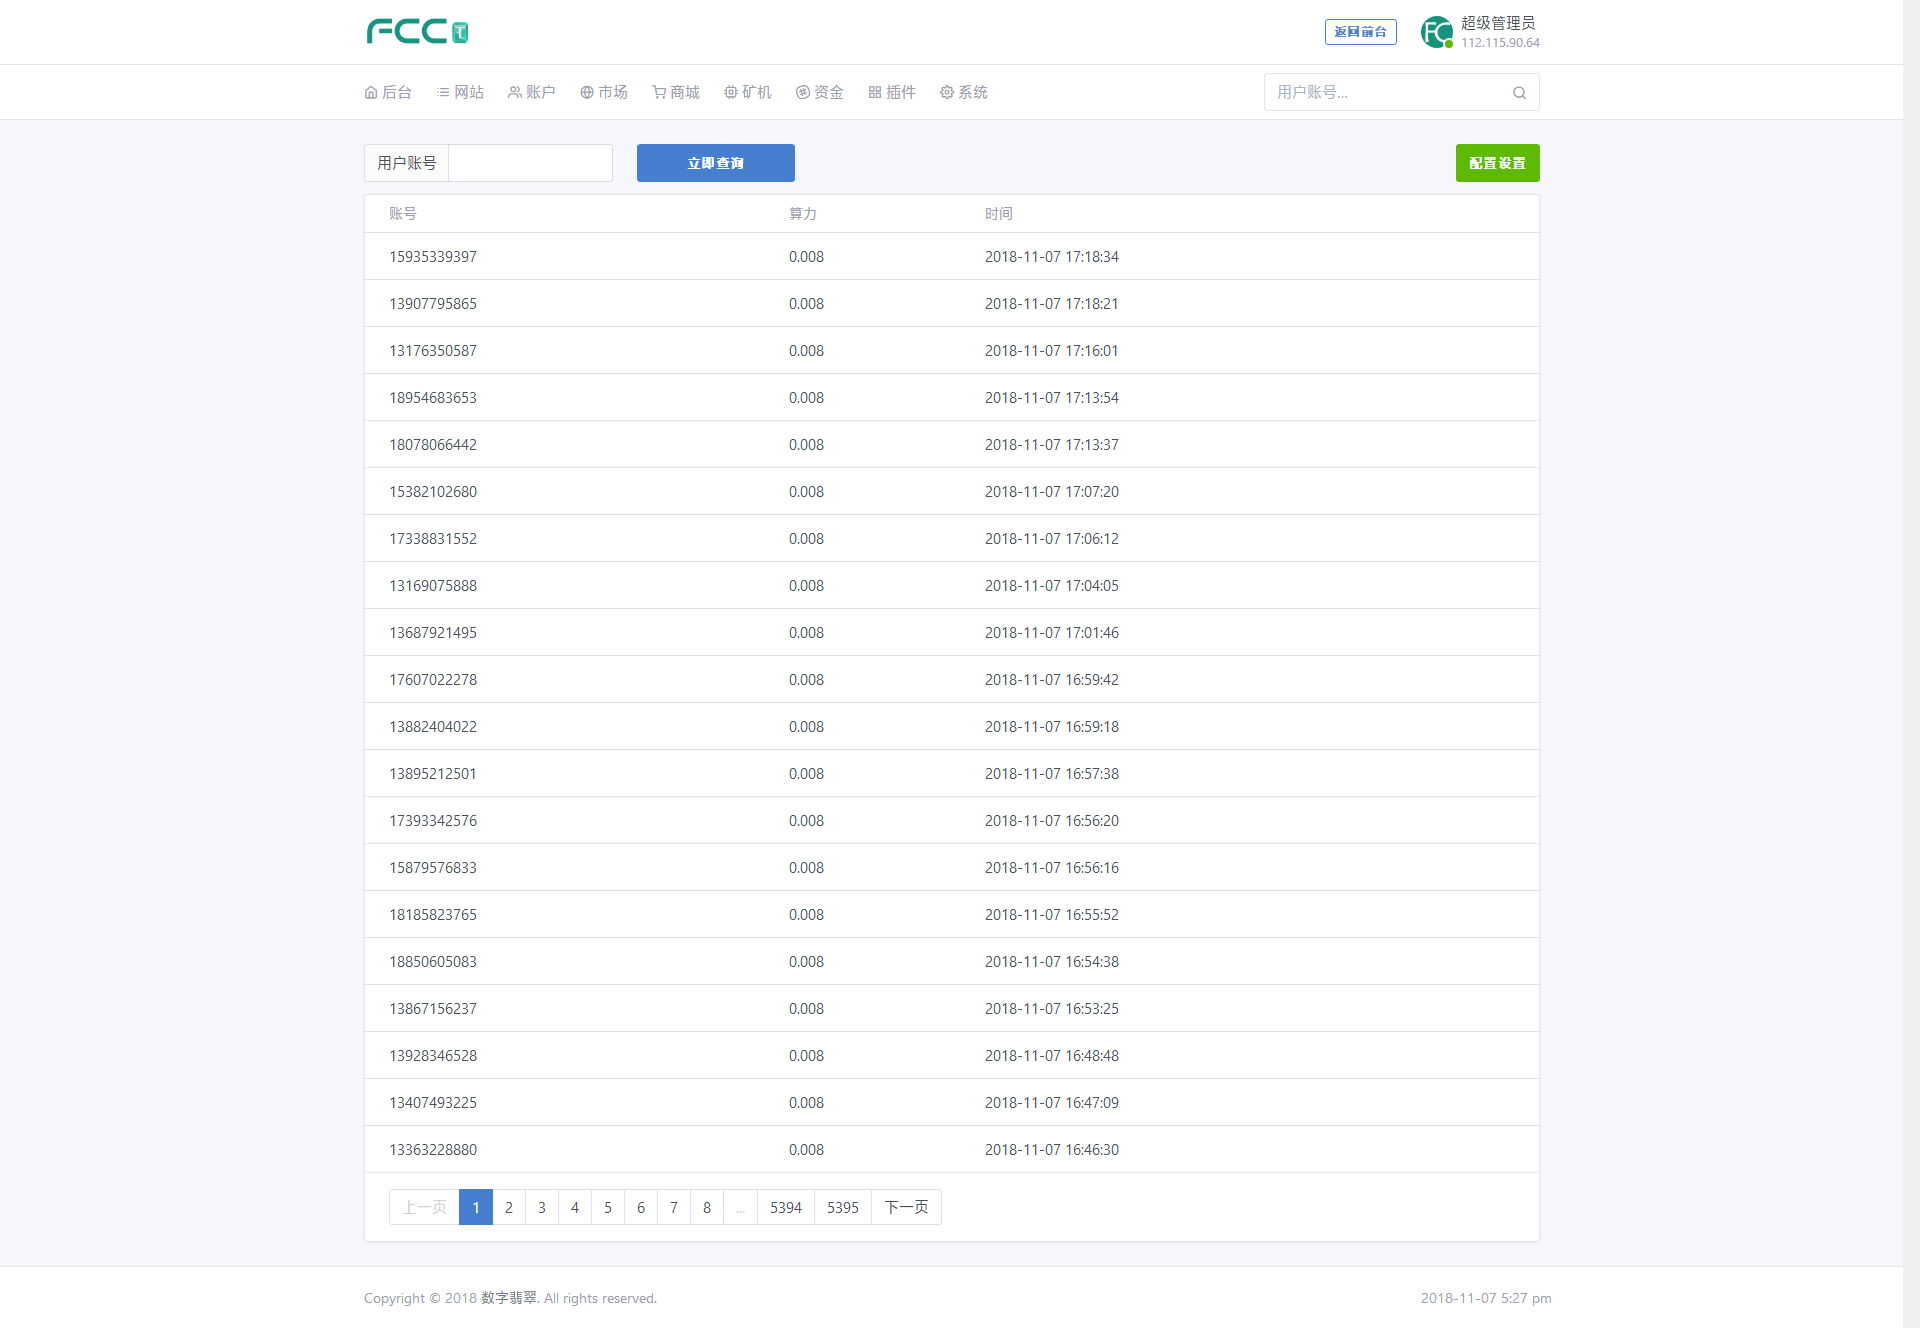 FCC
返回前台
超级管理员
112.115.90.64
后台 网站 账户 市场 商城 矿机 资金 插件 系统 用户账号...
用户账号 立即查询 配置设置
账号 算力 时间
15935339397 0.008 2018-11-07 17:18:34
13907795865 0.008 2018-11-07 17:18:21
13176350587 0.008 2018-11-07 17:16:01
18954683653 0.008 2018-11-07 17:13:54
18078066442 0.008 2018-11-07 17:13:37
15382102680 0.008 2018-11-07 17:07:20
17338831552 0.008 2018-11-07 17:06:12
13169075888 0.008 2018-11-07 17:04:05
13687921495 0.008 2018-11-07 17:01:46
17607022278 0.008 2018-11-07 16:59:42
13882404022 0.008 2018-11-07 16:59:18
13895212501 0.008 2018-11-07 16:57:38
17393342576 0.008 2018-11-07 16:56:20
15879576833 0.008 2018-11-07 16:56:16
18185823765 0.008 2018-11-07 16:55:52
18850605083 0.008 2018-11-07 16:54:38
13867156237 0.008 2018-11-07 16:53:25
13928346528 0.008 2018-11-07 16:48:48
13407493225 0.008 2018-11-07 16:47:09
13363228880 0.008 2018-11-07 16:46:30
上一页 1 2 3 4 5 6 7 8 ... 5394 5395 下一页
Copyright © 2018 数字翡翠. All rights reserved. 2018-11-07 5:27 pm